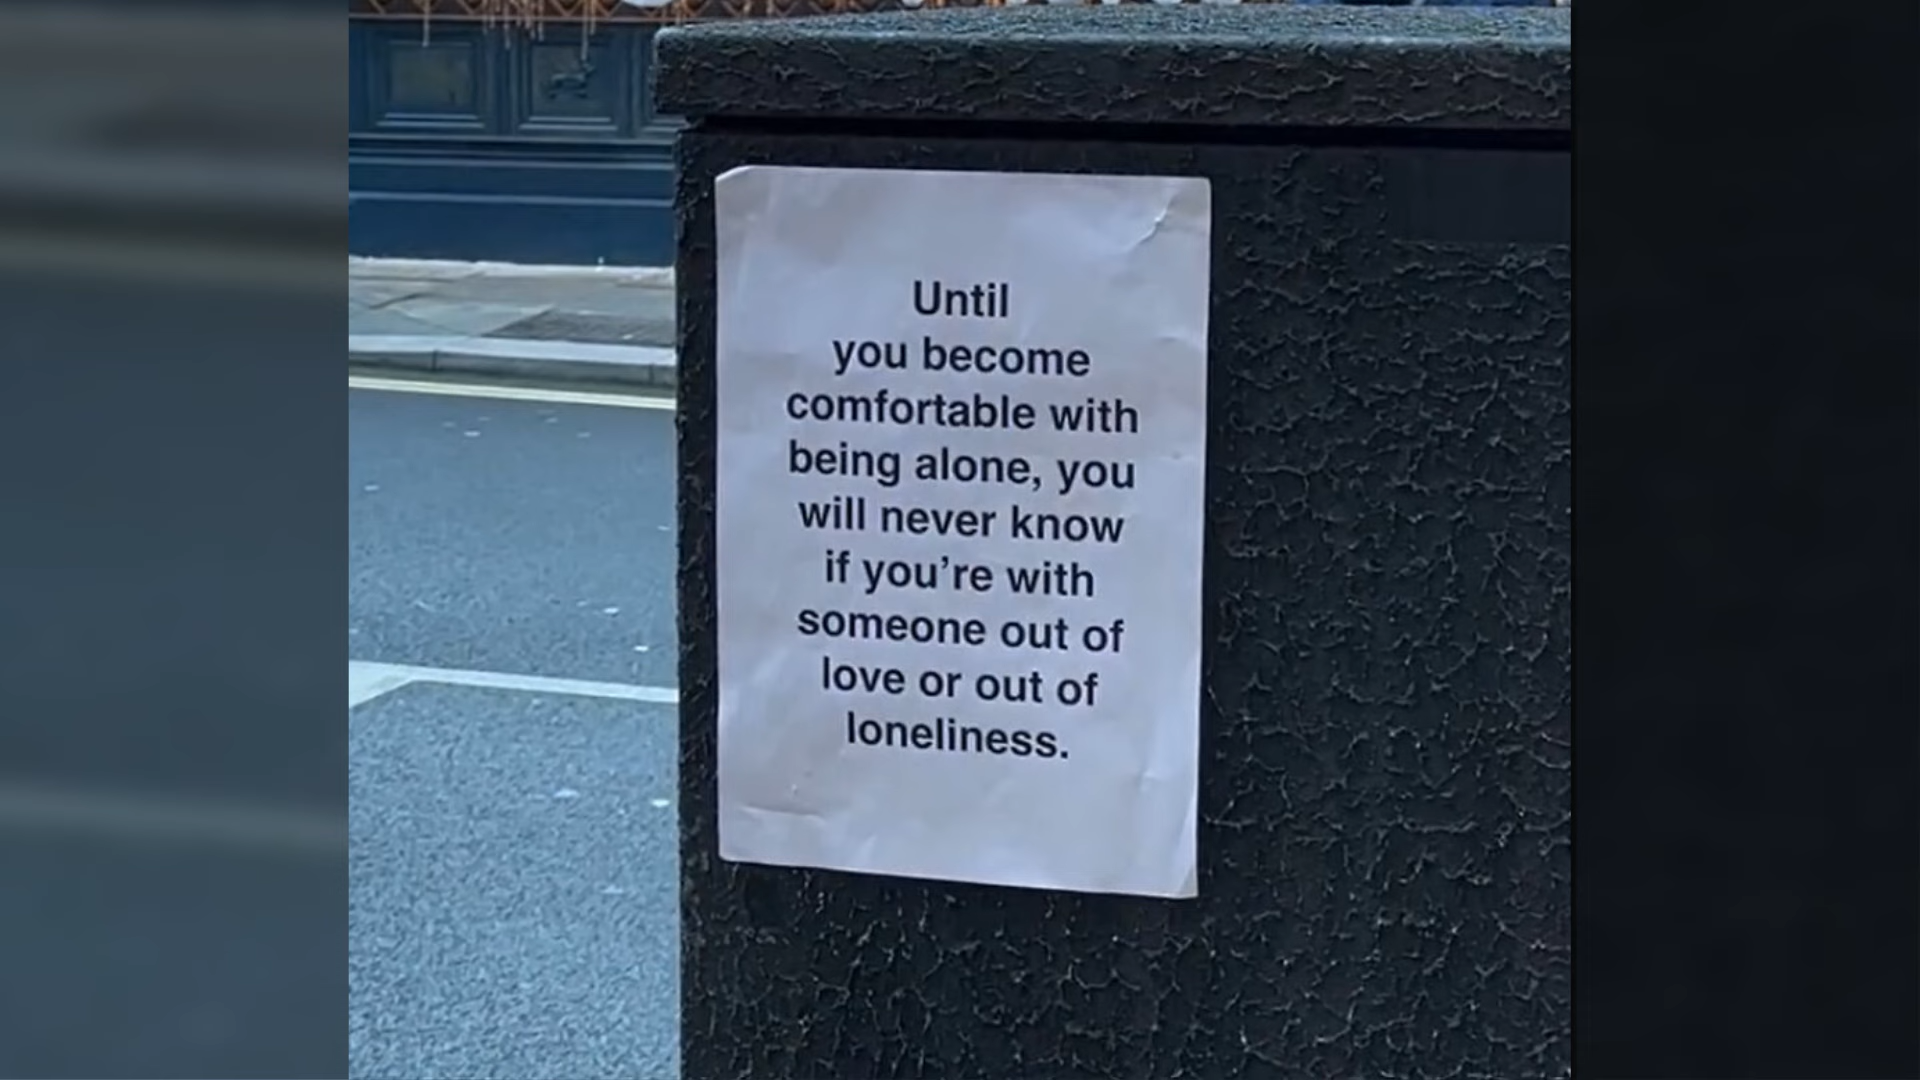 Until
you become
comfortable with
being alone, you
will never know
if you’re with
someone out of
love or out of
loneliness.